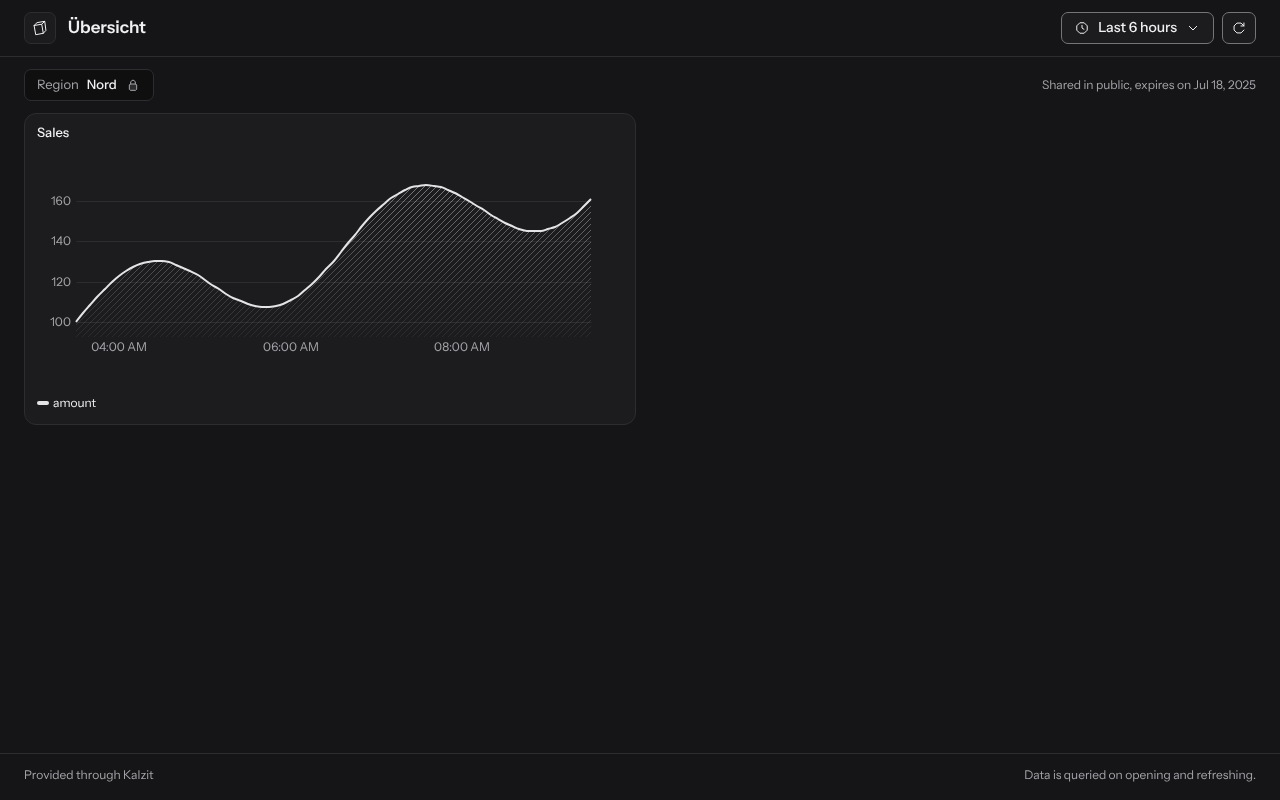 Übersicht
Last 6 hours
Region Nord
Shared in public, expires on Jul 18, 2025
Sales
160
140
120
100
04:00 AM 06:00 AM 08:00 AM
amount
Provided through Kalzit
Data is queried on opening and refreshing.